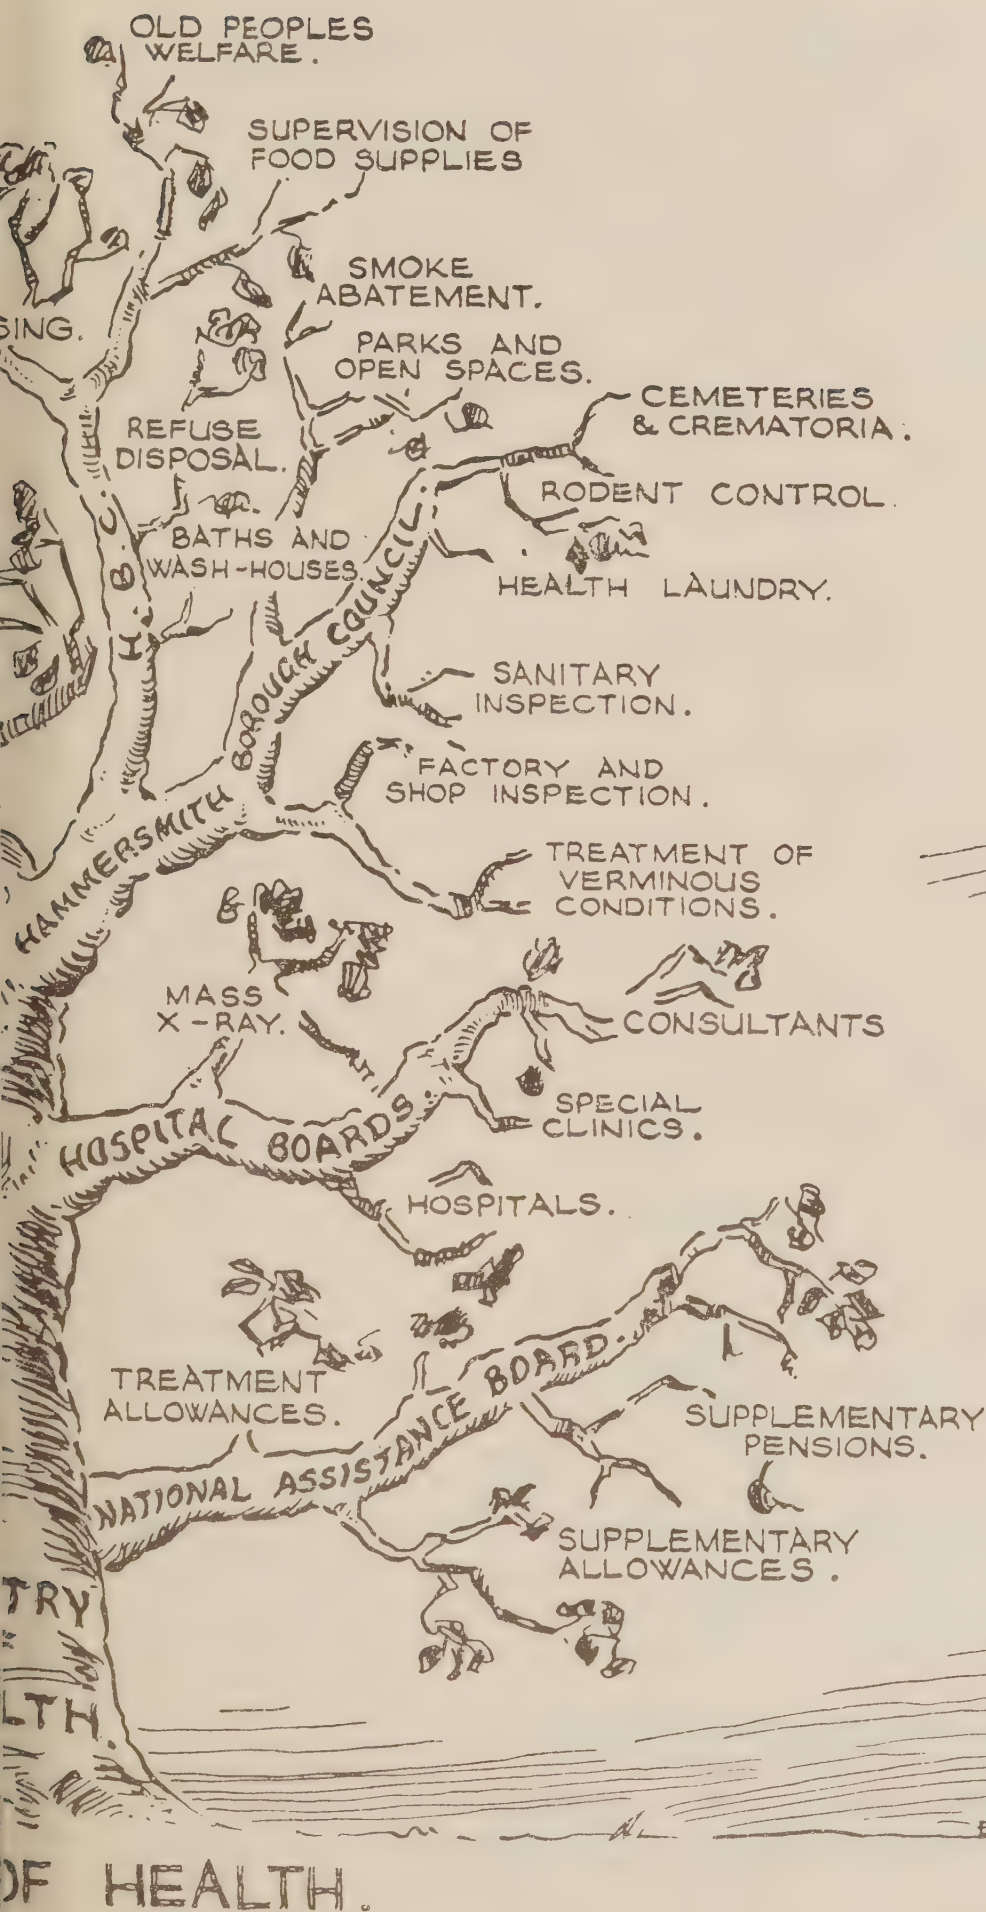 OLD PEOPLES
WELFARE.
SUPERVISION OF
FOOD SUPPLIES
SMOKE
ABATEMENT.
SING.
PARKS AND
OPEN SPACES.
CEMETERIES
& CREMATORIA.
REFUSE
DISPOSAL.
RODENT CONTROL.
BATHS AND
WASH-HOUSES.
HEALTH LAUNDRY.
H.B.C.
SANITARY
INSPECTION.
FACTORY AND
SHOP INSPECTION.
HAMMERSMITH BOROUGH COUNCIL.
TREATMENT OF
VERMINOUS
CONDITIONS.
MASS
X-RAY.
CONSULTANTS
SPECIAL
CLINICS.
HOSPITAL BOARDS.
HOSPITALS.
TREATMENT
ALLOWANCES.
NATIONAL ASSISTANCE BOARD.
SUPPLEMENTARY
PENSIONS.
SUPPLEMENTARY
ALLOWANCES.
TRY
LTH.
OF HEALTH.